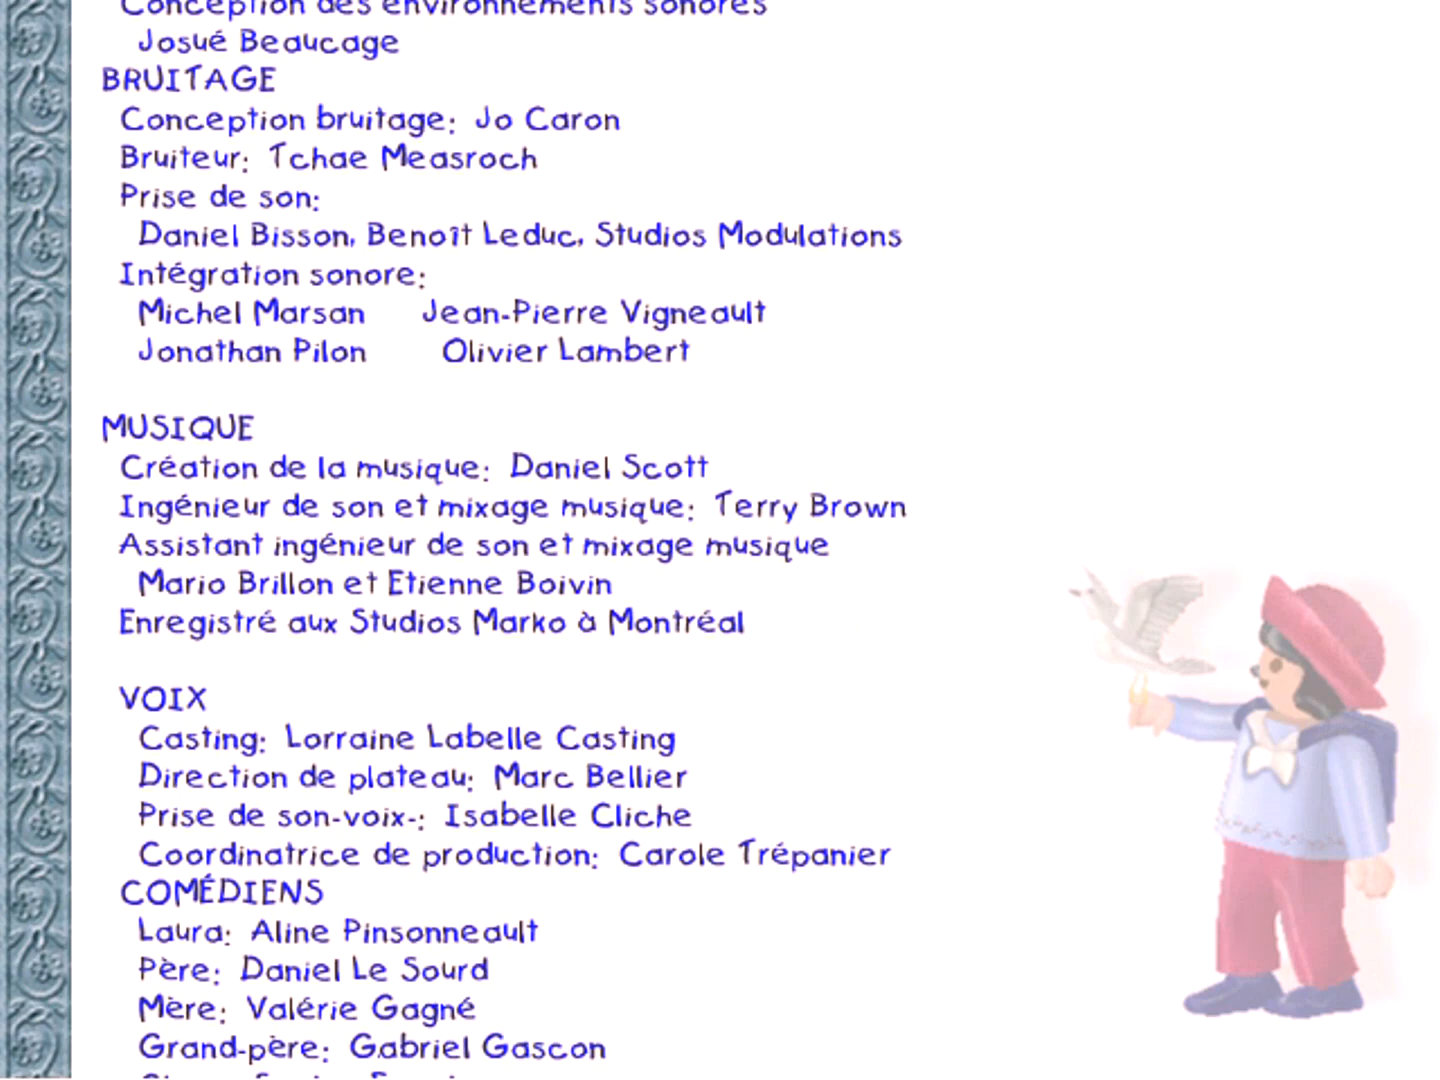 Conception des environnements sonores
Josué Beaucage
BRUITAGE
Conception bruitage: Jo Caron
Bruiteur: Tchae Measroch
Prise de son:
Daniel Bisson, Benoît Leduc, Studios Modulations
Intégration sonore:
Michel Marsan Jean-Pierre Vigneault
Jonathan Pilon Olivier Lambert
MUSIQUE
Création de la musique: Daniel Scott
Ingénieur de son et mixage musique: Terry Brown
Assistant ingénieur de son et mixage musique
Mario Brillon et Etienne Boivin
Enregistré aux Studios Marko à Montréal
VOIX
Casting: Lorraine Labelle Casting
Direction de plateau: Marc Bellier
Prise de son-voix-: Isabelle Cliche
Coordinatrice de production: Carole Trépanier
COMÉDIENS
Laura: Aline Pinsonneault
Père: Daniel Le Sourd
Mère: Valérie Gagné
Grand-père: Gabriel Gascon